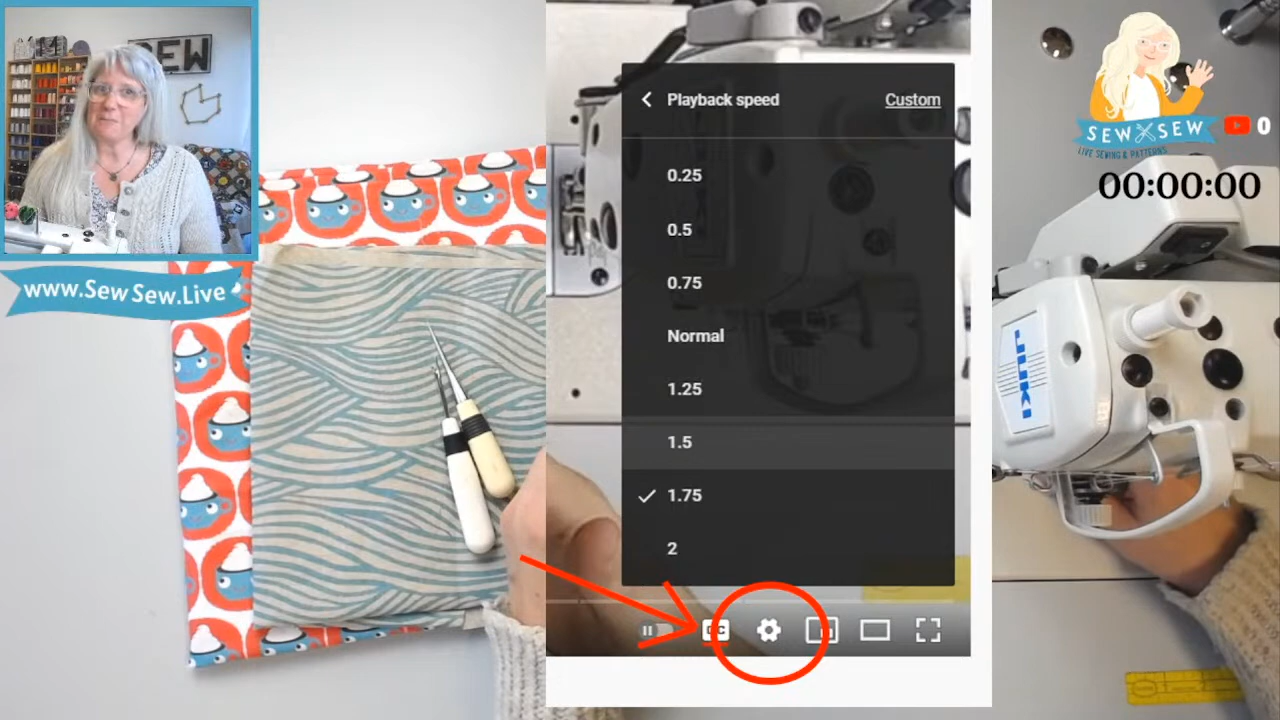 EW
www.SewSew.Live
Playback speed
Custom
0.25
0.5
0.75
Normal
1.25
1.5
1.75
2
SEW SEW
LIVE SEWING & PATTERNS
0
00:00:00
JUKI